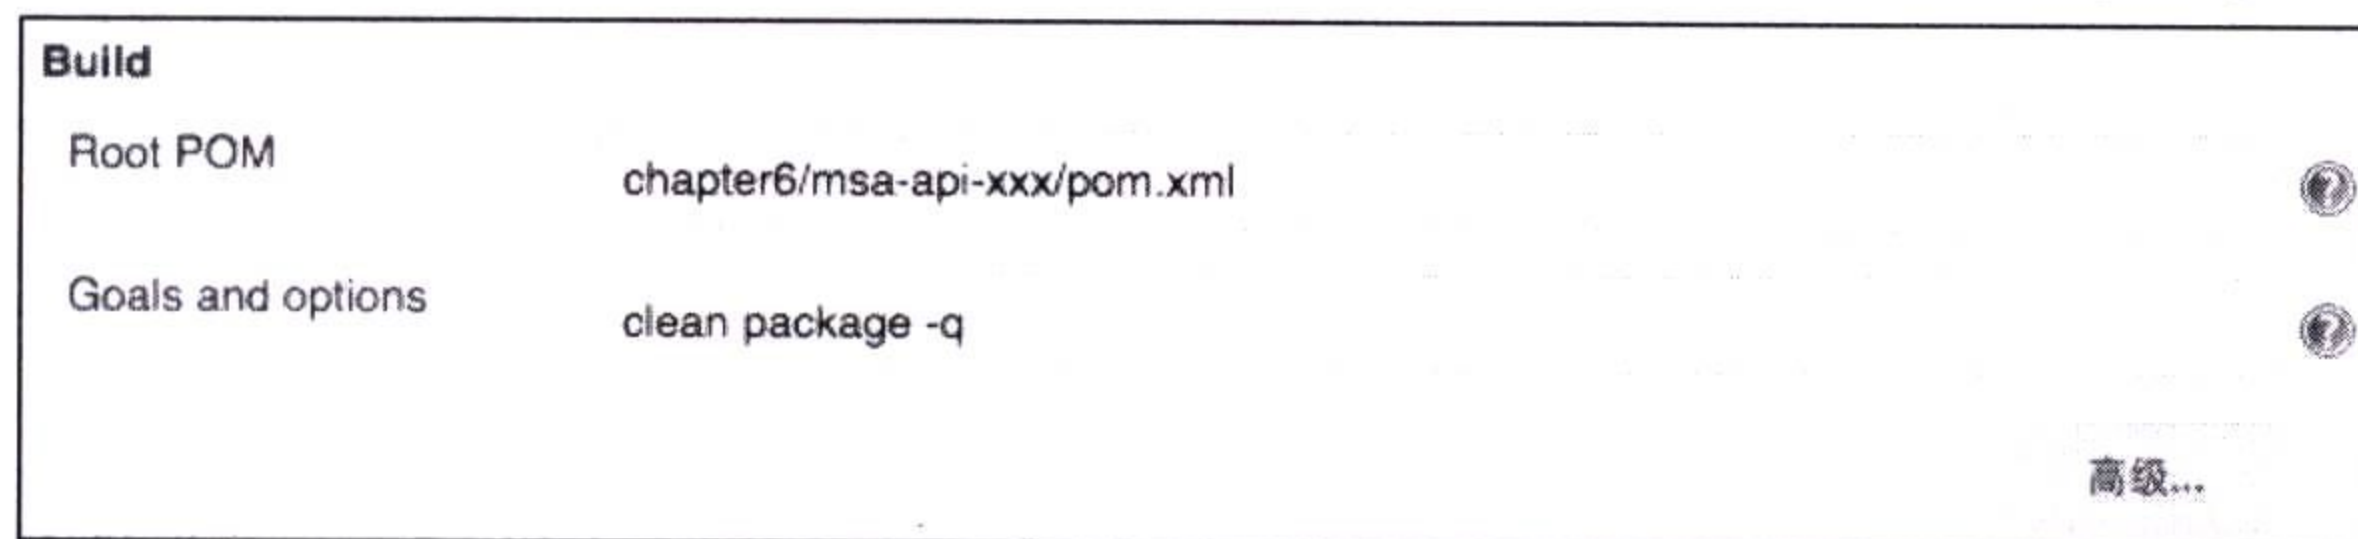 Build
Root POM
chapter6/msa-api-xxx/pom.xml
Goals and options
clean package -q
高级...